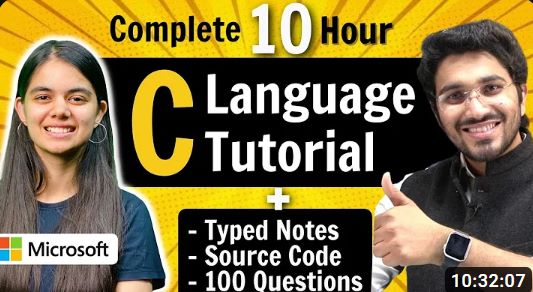 Complete 10 Hour
C Language
Tutorial
+
- Typed Notes
- Source Code
- 100 Questions
Microsoft
10:32:07